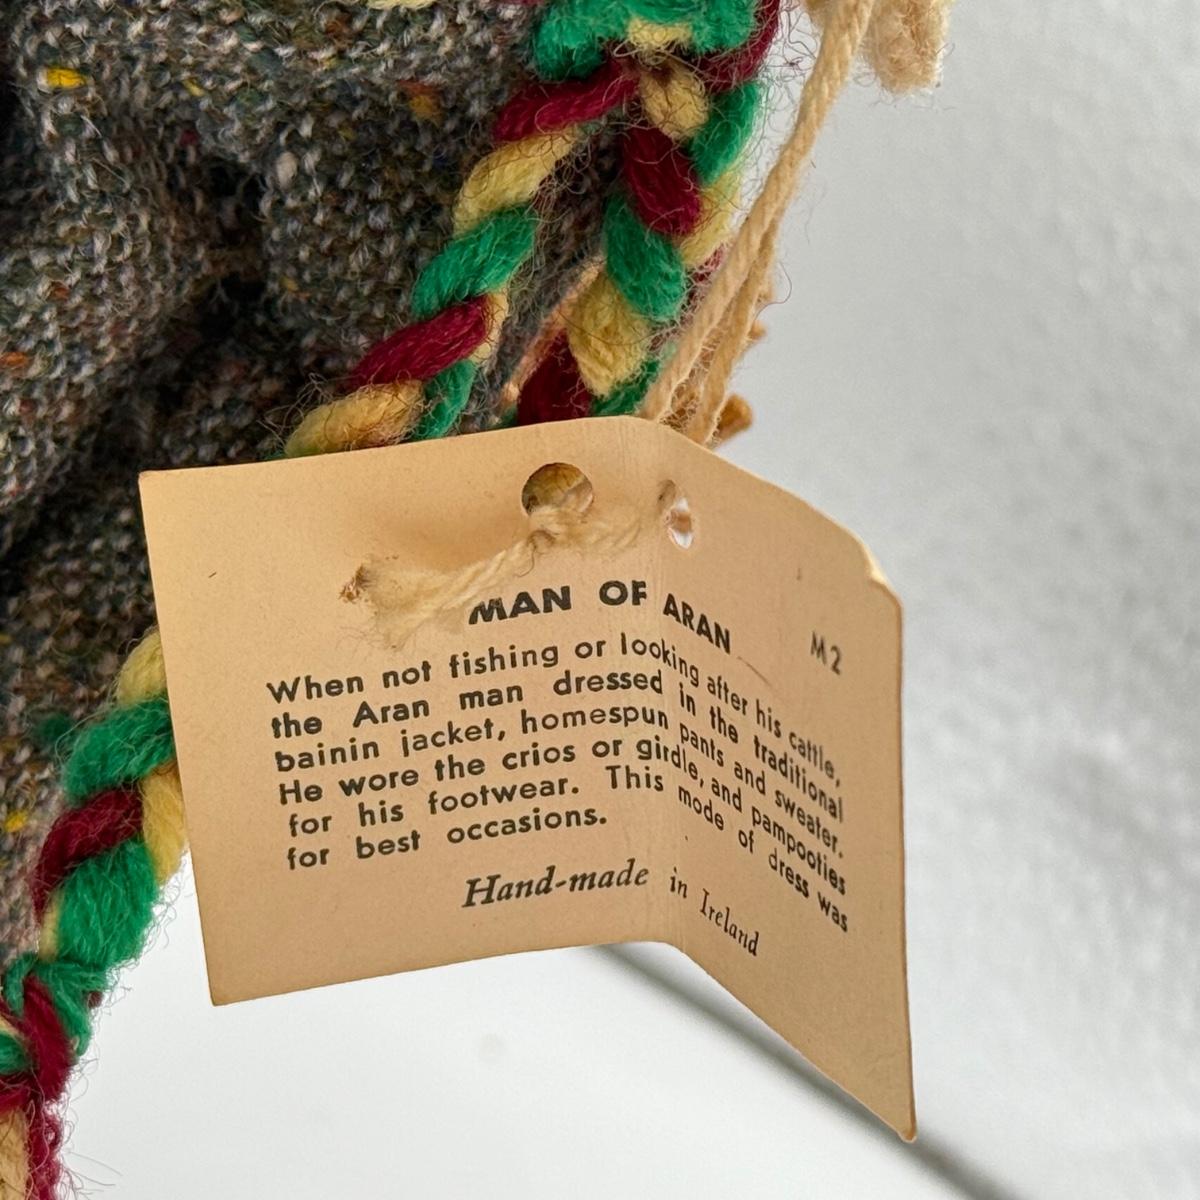 MAN OF ARAN
M2
When not fishing or looking after his cattle,
the Aran man dressed in the traditional
bainin jacket, homespun pants and sweater.
He wore the crios or girdle, and pampooties
for his footwear. This mode of dress was
for best occasions.
Hand-made in Ireland